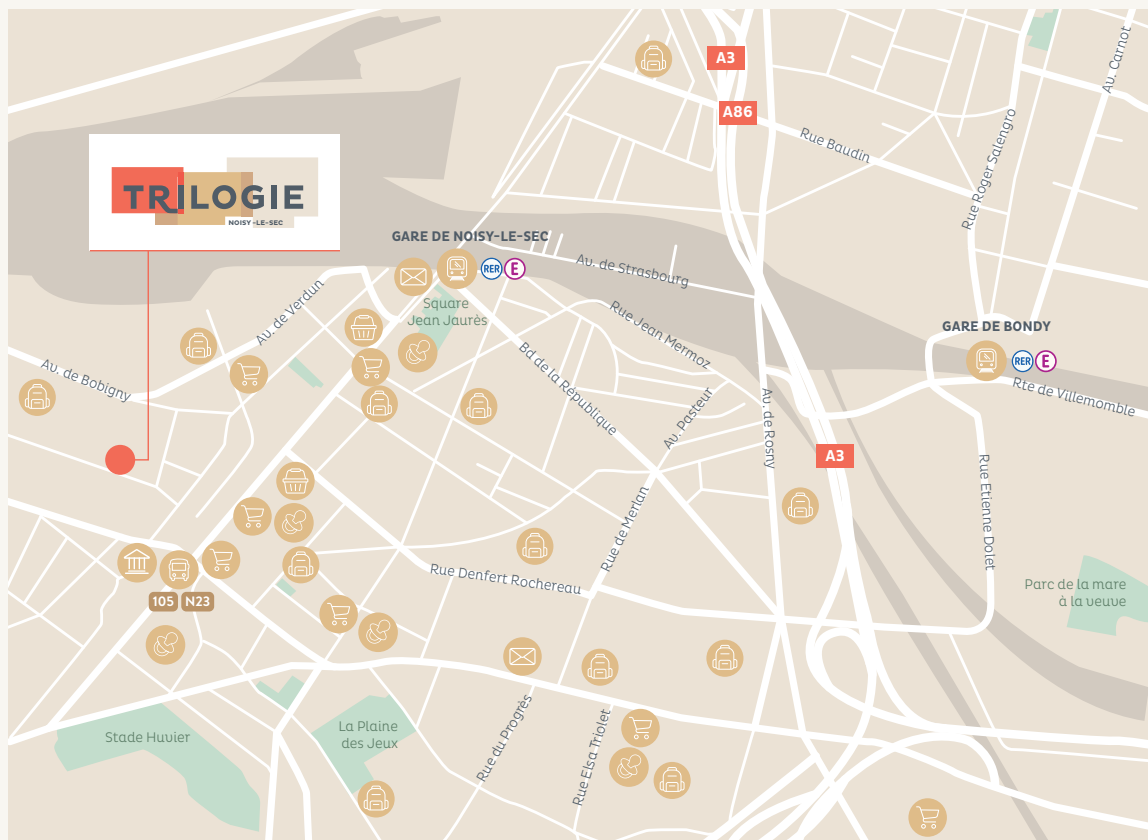 A3
A86
Av. Carnot
Rue Baudin
Rue Roger Salengro
TRILOGIE
NOISY-LE-SEC
GARE DE NOISY-LE-SEC
RER E
Av. de Strasbourg
Square
Jean Jaurès
Av. de Verdun
Rue Jean Mermoz
GARE DE BONDY
RER E
Rte de Villemomble
Av. de Bobigny
Bd de la République
Av. Pasteur
Av. de Rosny
A3
Rue de Merlan
Rue Etienne Dolet
Rue Denfert Rochereau
Parc de la mare
à la veuve
105 N23
Stade Huvier
La Plaine
des Jeux
Rue du Progrès
Rue Elsa Triolet